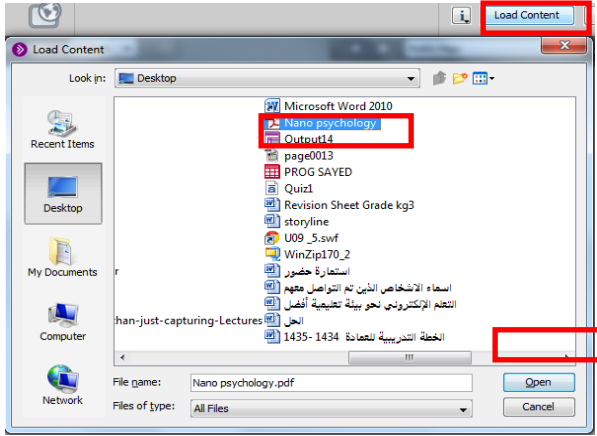 Load Content
Load Content
Look in:
Desktop
Recent Items
Desktop
My Documents
Computer
Network
Microsoft Word 2010
Nano psychology
Output14
page0013
PROG SAYED
Quiz1
Revision Sheet Grade kg3
storyline
U09 _5.swf
WinZip170_2
استمارة حضور
اسماء الاشخاص الذين تم التواصل معهم
التعلم الإلكتروني نحو بيئة تعليمية أفضل
الحل
:han-just-capturing-Lectures
الخطة التدريبية للعمادة 1434 -1435
File name:
Nano psychology.pdf
Open
Files of type:
All Files
Cancel